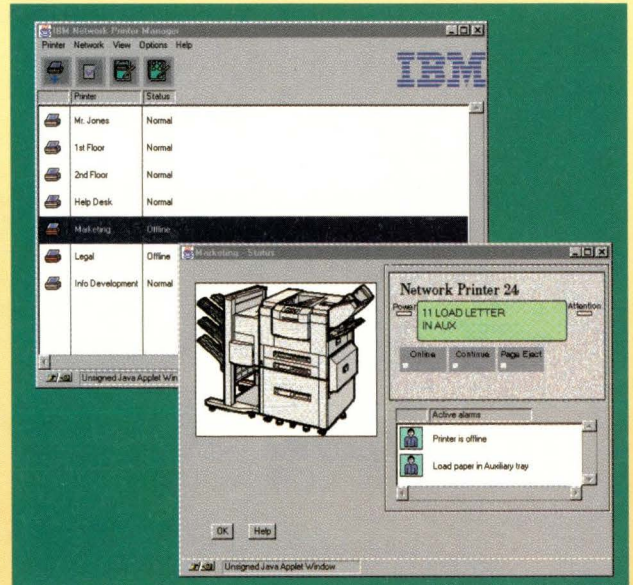 IBM Network Printer Manager
Printer Network View Options Help
IBM
Printer Status
Mr. Jones Normal
1st Floor Normal
2nd Floor Normal
Help Desk Normal
Marketing Offline
Legal Offline
Info Development Normal
Unsigned Java Applet Win
Marketing - Status
Network Printer 24
Power
Attention
11 LOAD LETTER
IN AUX
Online Continue Page Eject
Active alarms
Printer is offline
Load paper in Auxiliary tray
OK Help
Unsigned Java Applet Window